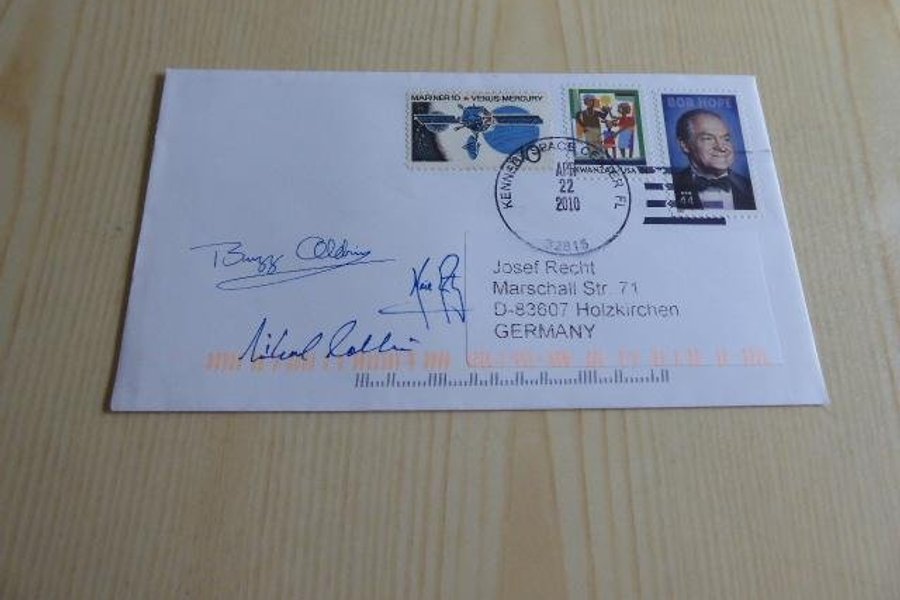 MARINER 10 ★ VENUS/MERCURY
KWANZAA USA
BOB HOPE
44
KENNEDY SPACE CENTER FL
APR
22
2010
32815
Buzz Aldrin
Josef Recht
Marschall Str. 71
D-83607 Holzkirchen
GERMANY
Michael Collins